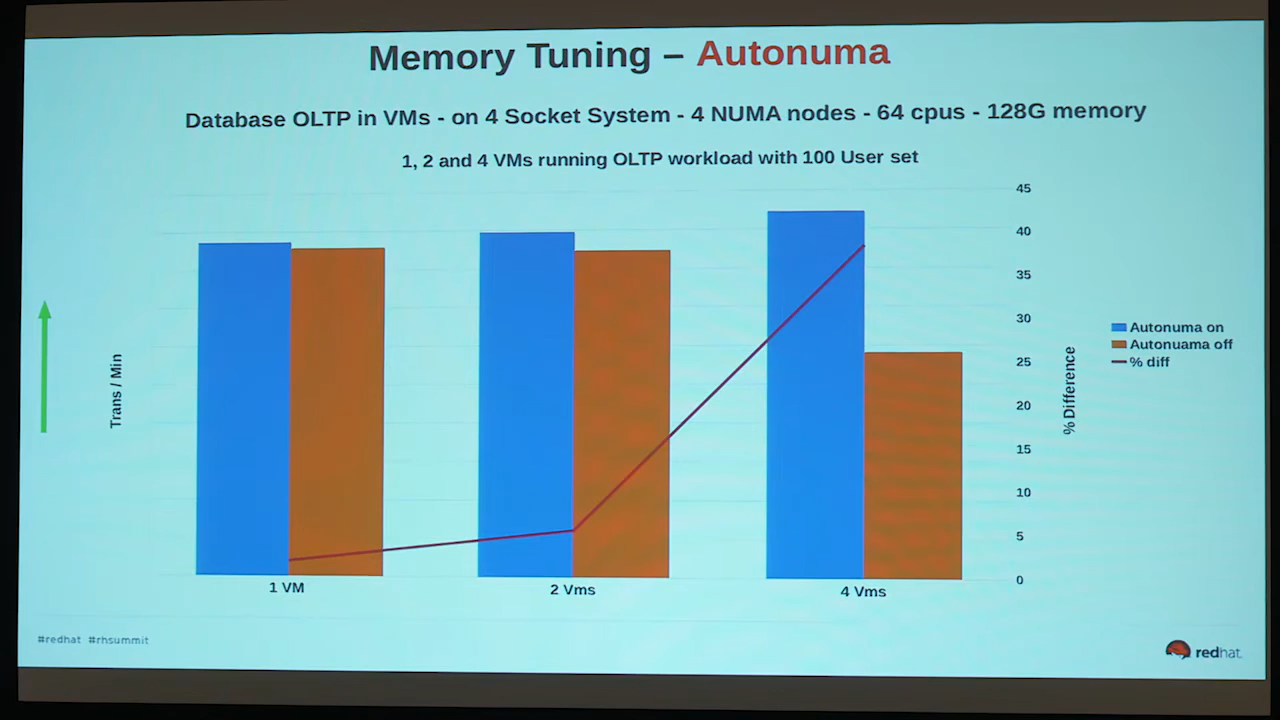 Memory Tuning – Autonuma
Database OLTP in VMs - on 4 Socket System - 4 NUMA nodes - 64 cpus - 128G memory
1, 2 and 4 VMs running OLTP workload with 100 User set
Trans / Min
45
40
35
30
25
20
15
10
5
0
% Difference
Autonuma on
Autonuama off
% diff
1 VM
2 Vms
4 Vms
#redhat #rhsummit
redhat.